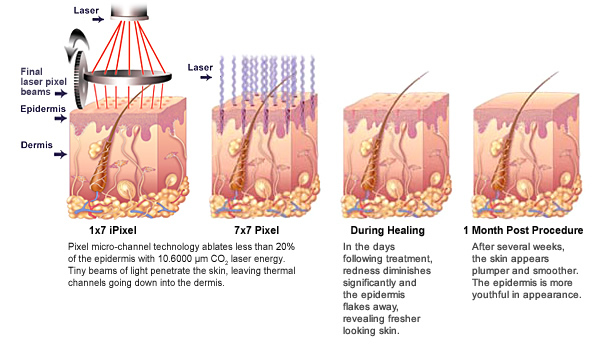 Laser
Final
laser pixel
beams
Epidermis
Dermis
Laser
1x7 iPixel
7x7 Pixel
Pixel micro-channel technology ablates less than 20%
of the epidermis with 10.6000 µm CO2 laser energy.
Tiny beams of light penetrate the skin, leaving thermal
channels going down into the dermis.
During Healing
In the days
following treatment,
redness diminishes
significantly and
the epidermis
flakes away,
revealing fresher
looking skin.
1 Month Post Procedure
After several weeks,
the skin appears
plumper and smoother.
The epidermis is more
youthful in appearance.